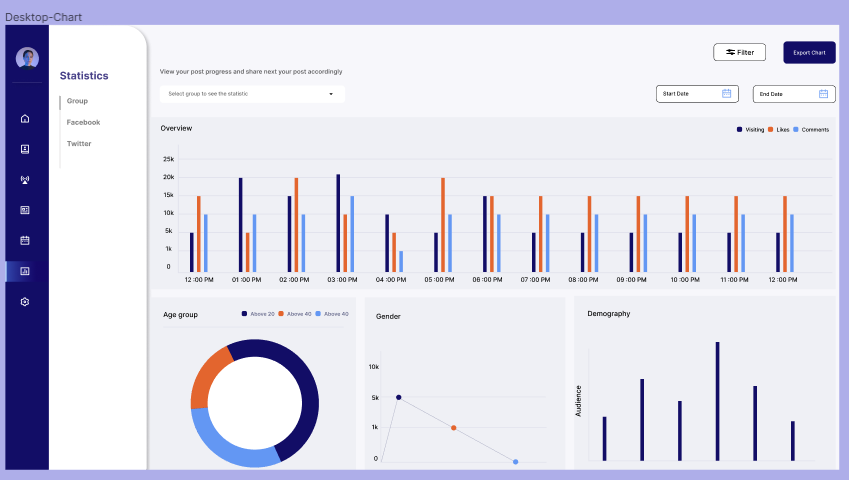 Desktop-Chart
Filter
Export Chart
Statistics
View your post progress and share next your post accordingly
Select group to see the statistic
Start Date
End Date
Group
Facebook
Twitter
Overview
Visiting Likes Comments
25k
20k
15k
10k
5k
1k
0
12 :00 PM 01 :00 PM 02 :00 PM 03 :00 PM 04 :00 PM 05 :00 PM 06 :00 PM 07 :00 PM 08 :00 PM 09 :00 PM 10 :00 PM 11 :00 PM 12 :00 PM
Age group
Above 20 Above 40 Above 40
Gender
10k
5k
1k
0
Demography
Audience